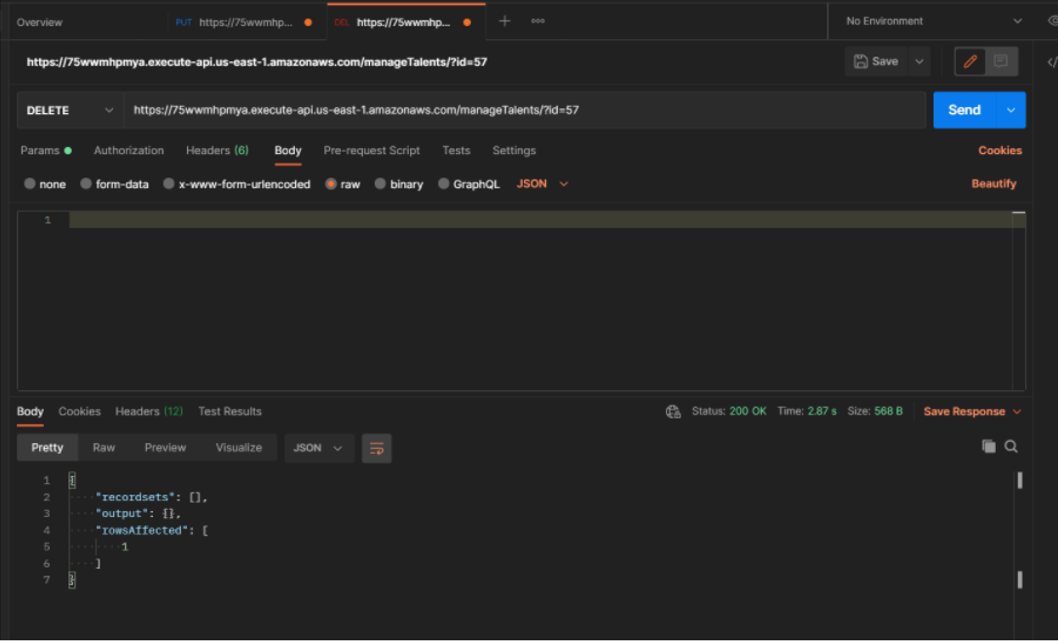 Overview PUT https://75wwmhp... DEL https://75wwmhp... + ooo No Environment
https://75wwmhpmya.execute-api.us-east-1.amazonaws.com/manageTalents/?id=57 Save
DELETE https://75wwmhpmya.execute-api.us-east-1.amazonaws.com/manageTalents/?id=57 Send
Params Authorization Headers (6) Body Pre-request Script Tests Settings Cookies
none form-data x-www-form-urlencoded raw binary GraphQL JSON Beautify
1
Body Cookies Headers (12) Test Results Status: 200 OK Time: 2.87 s Size: 568 B Save Response
Pretty Raw Preview Visualize JSON
1 {
2 "recordsets": [],
3 "output": {},
4 "rowsAffected": [
5 1
6 ]
7 }